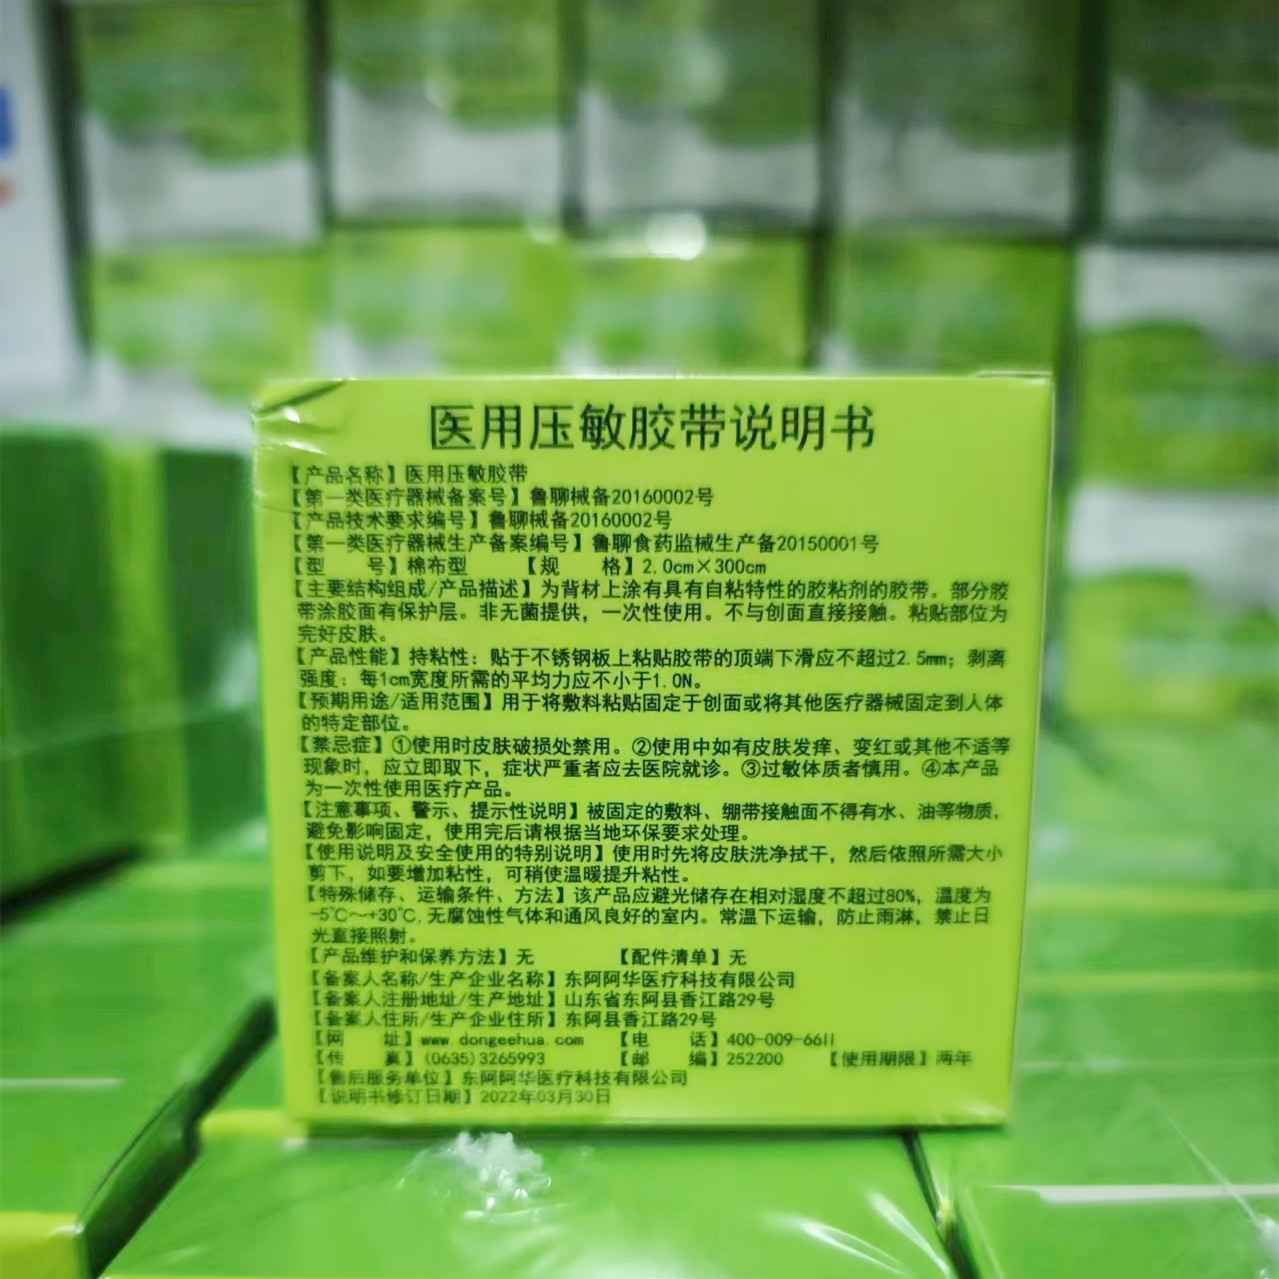 医用压敏胶带说明书
【产品名称】医用压敏胶带
【第一类医疗器械备案号】鲁聊械备20160002号
【产品技术要求编号】鲁聊械备20160002号
【第一类医疗器械生产备案编号】鲁聊食药监械生产备20150001号
【型 号】棉布型 【规 格】2.0cm×300cm
【主要结构组成/产品描述】为背材上涂有具有自粘特性的胶粘剂的胶带。部分胶
带涂胶面有保护层。非无菌提供，一次性使用。不与创面直接接触。粘贴部位为
完好皮肤。
【产品性能】持粘性：贴于不锈钢板上粘贴胶带的顶端下滑应不超过2.5mm；剥离
强度：每1cm宽度所需的平均力应不小于1.0N。
【预期用途/适用范围】用于将敷料粘贴固定于创面或将其他医疗器械固定到人体
的特定部位。
【禁忌症】①使用时皮肤破损处禁用。②使用中如有皮肤发痒、变红或其他不适等
现象时，应立即取下，症状严重者应去医院就诊。③过敏体质者慎用。④本产品
为一次性使用医疗产品。
【注意事项、警示、提示性说明】被固定的敷料、绷带接触面不得有水、油等物质，
避免影响固定，使用完后请根据当地环保要求处理。
【使用说明及安全使用的特别说明】使用时先将皮肤洗净拭干，然后依照所需大小
剪下，如要增加粘性，可稍使温暖提升粘性。
【特殊储存、运输条件、方法】该产品应避光储存在相对湿度不超过80%，温度为
-5℃～+30℃,无腐蚀性气体和通风良好的室内。常温下运输，防止雨淋，禁止日
光直接照射。
【产品维护和保养方法】无 【配件清单】无
【备案人名称/生产企业名称】东阿阿华医疗科技有限公司
【备案人注册地址/生产地址】山东省东阿县香江路29号
【备案人住所/生产企业住所】东阿县香江路29号
【网 址】www.dongeehua.com 【电 话】400-009-6611
【传 真】(0635)3265993 【邮 编】252200 【使用期限】两年
【售后服务单位】东阿阿华医疗科技有限公司
【说明书修订日期】2022年03月30日